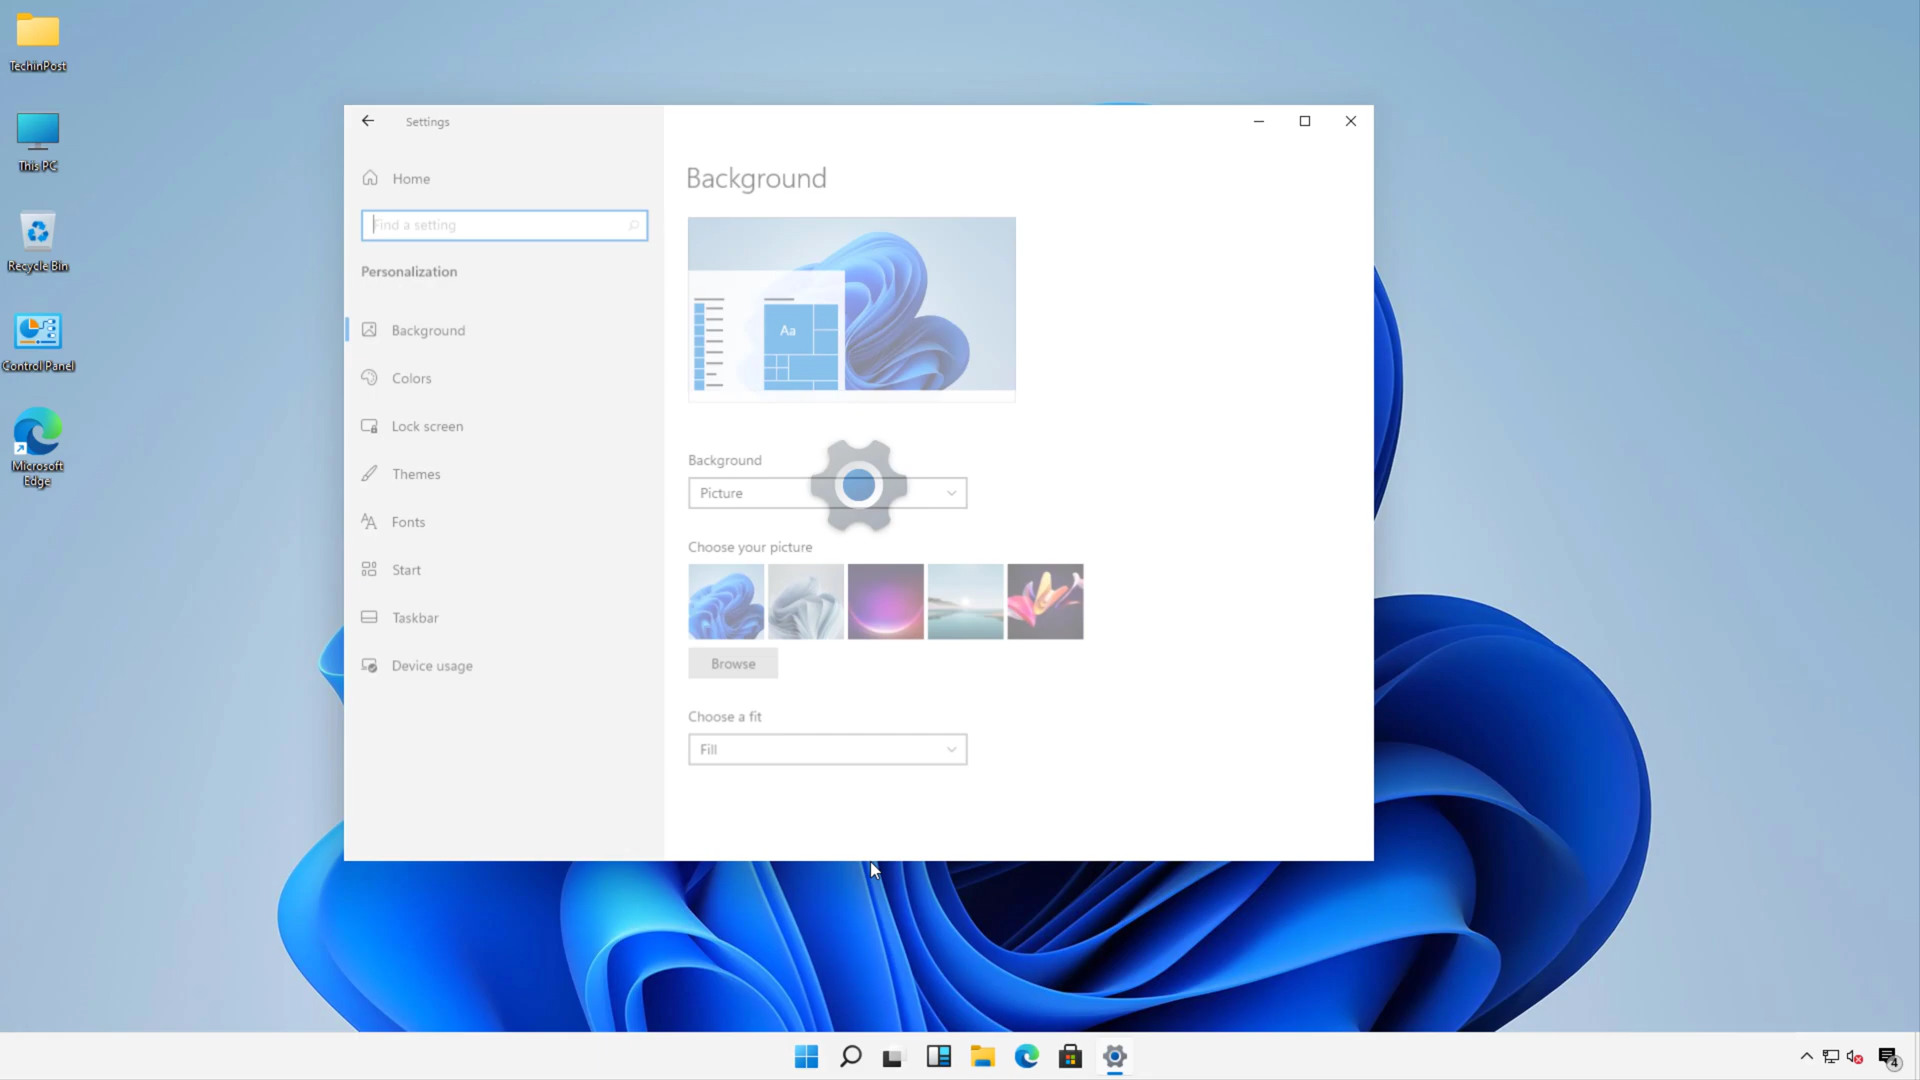 TechinPost
This PC
Recycle Bin
Control Panel
Microsoft
Edge
Settings
Home
Find a setting
Personalization
Background
Colors
Lock screen
Themes
Fonts
Start
Taskbar
Device usage
Background
Aa
Background
Picture
Choose your picture
Browse
Choose a fit
Fill
4